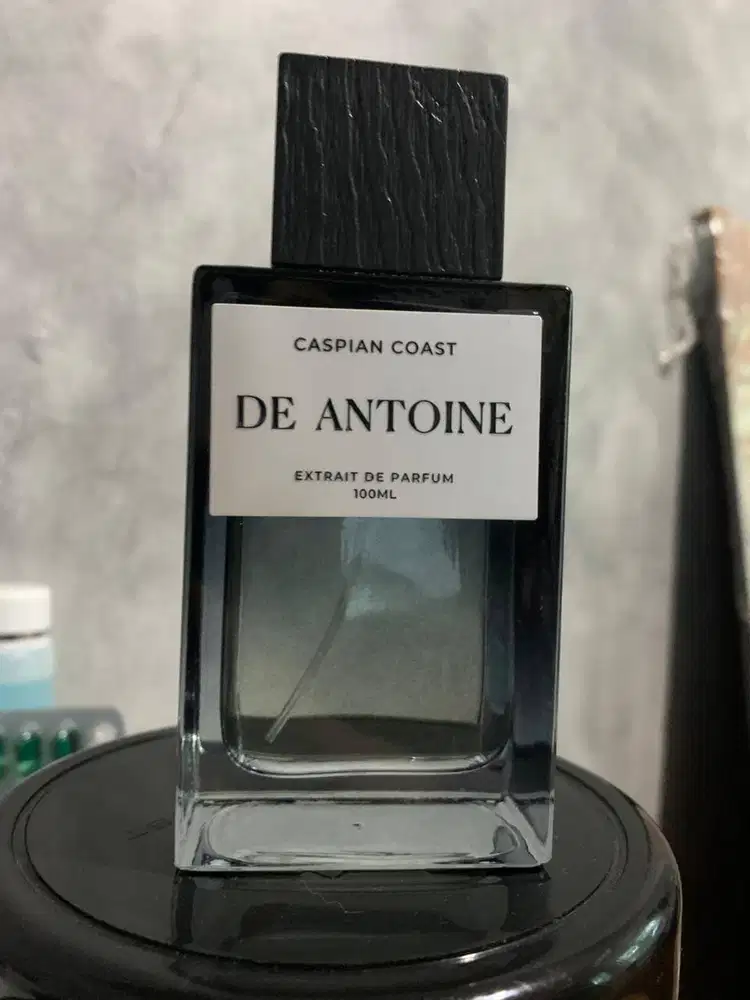 CASPIAN COAST
DE ANTOINE
EXTRAIT DE PARFUM
100ML